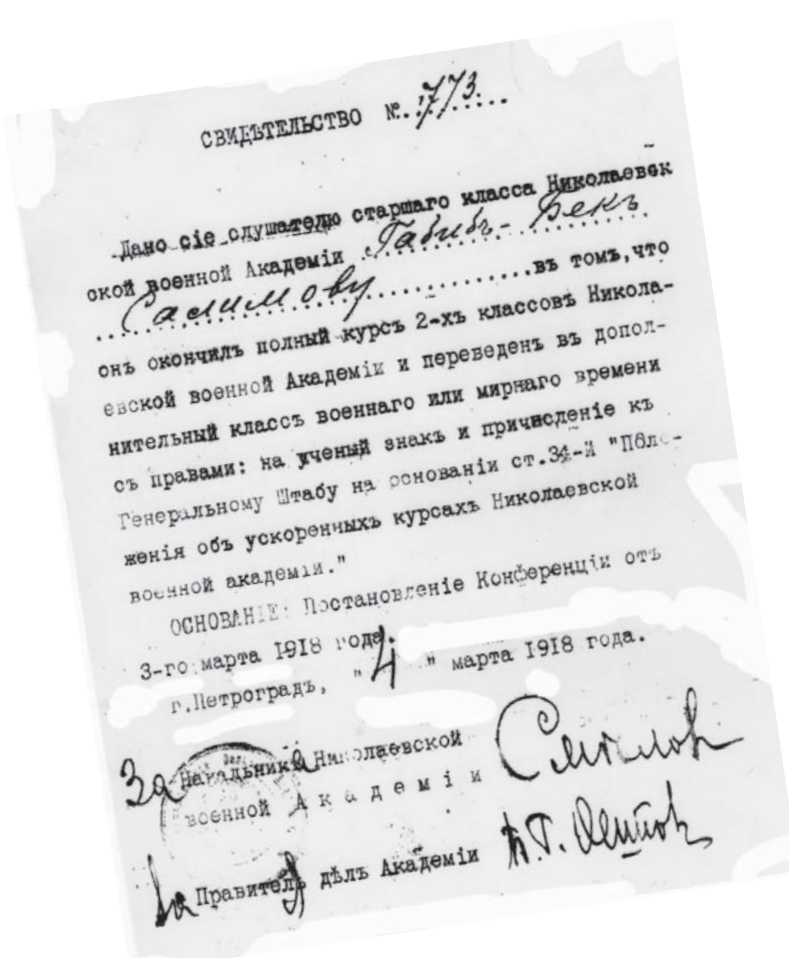 СВИДѢТЕЛЬСТВО №. 773.
Дано сіе слушателю старшаго класса Николаевск
ской военной Академіи Габибъ-Бекъ
Салимову въ томъ,что
онъ окончилъ полный курсъ 2-хъ классовъ Никола-
евской военной Академіи и переведенъ въ допол-
нительный классъ военнаго или мирнаго времени
съ правами: на ученый знакъ и причисленіе къ
Генеральному Штабу на основаніи ст.34-й "Поло-
женія объ ускоренныхъ курсахъ Николаевской
военной академіи."
ОСНОВАНІЕ: Постановленіе Конференціи отъ
3-го марта 1918 года.
г.Петроградъ, " 4 " марта 1918 года.
За Начальника Николаевской
военной Академіи
За Правителя дѣлъ Академіи